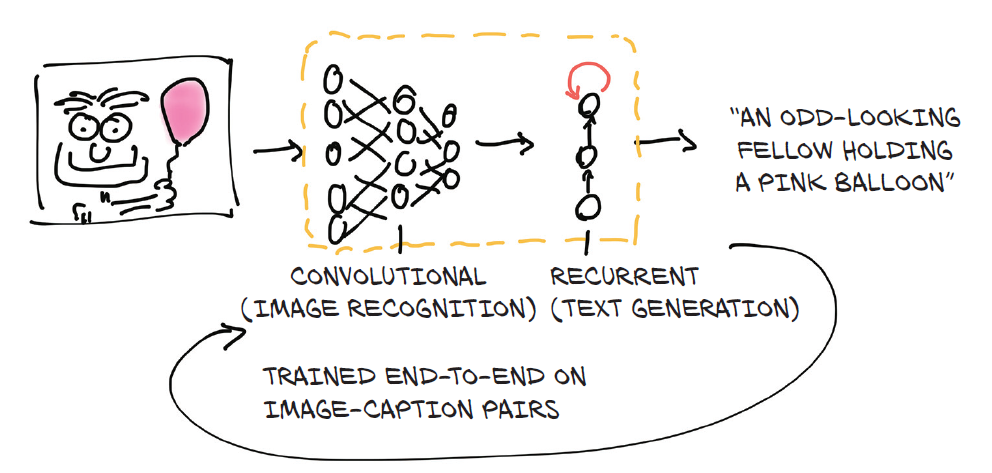 "AN ODD-LOOKING
FELLOW HOLDING
A PINK BALLOON"
CONVOLUTIONAL
(IMAGE RECOGNITION)
RECURRENT
(TEXT GENERATION)
TRAINED END-TO-END ON
IMAGE-CAPTION PAIRS